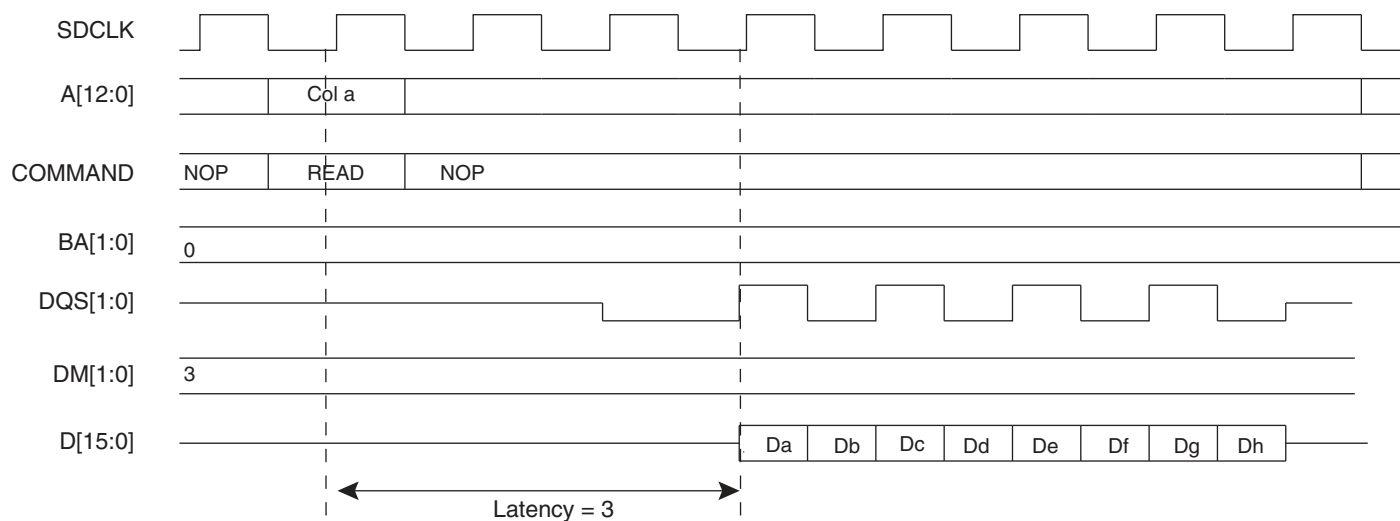 SDCLK
A[12:0] Col a
COMMAND NOP READ NOP
BA[1:0] 0
DQS[1:0]
DM[1:0] 3
D[15:0] Da Db Dc Dd De Df Dg Dh
Latency = 3